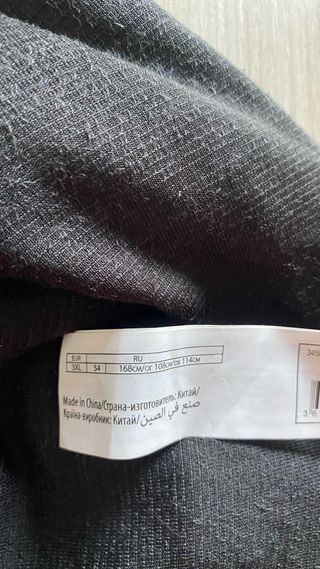 EUR RU
3XL 54 168см/ОГ 108см/ОБ 114см
Made in China/Страна-изготовитель: Китай/
Країна-виробник: Китай/صنع في الصين